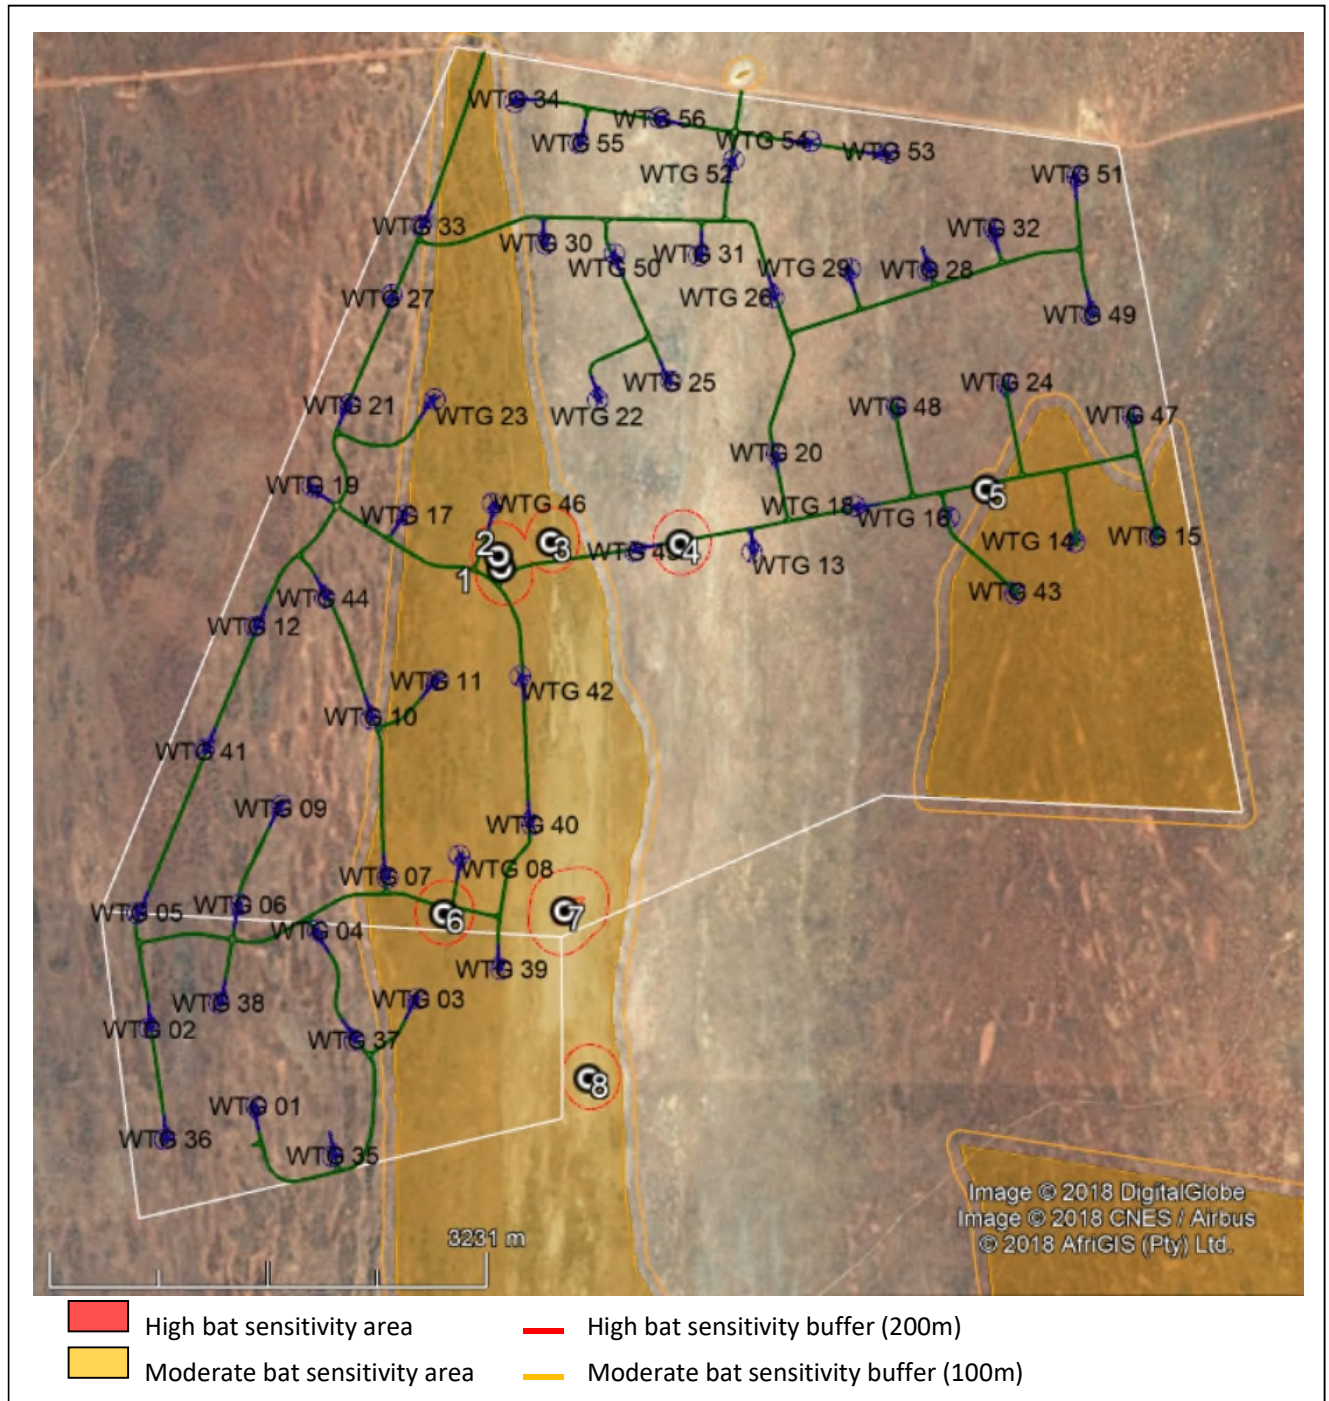 WTG 34
WTG 56
WTG 55
WTG 54
WTG 53
WTG 52
WTG 51
WTG 33
WTG 30
WTG 50
WTG 31
WTG 32
WTG 29
WTG 28
WTG 27
WTG 26
WTG 49
WTG 25
WTG 24
WTG 21
WTG 23
WTG 22
WTG 48
WTG 47
WTG 20
WTG 19
WTG 46
WTG 18
5
WTG 17
WTG 16
2
3
4
WTG 14
WTG 15
WTG 13
1
WTG 44
WTG 43
WTG 12
WTG 11
WTG 42
WTG 10
WTG 41
WTG 09
WTG 40
WTG 08
WTG 07
WTG 05
WTG 06
6
7
WTG 04
WTG 39
WTG 38
WTG 03
WTG 02
WTG 37
8
WTG 01
WTG 36
WTG 35
Image © 2018 DigitalGlobe
Image © 2018 CNES / Airbus
© 2018 AfriGIS (Pty) Ltd.
3231 m
High bat sensitivity area
High bat sensitivity buffer (200m)
Moderate bat sensitivity area
Moderate bat sensitivity buffer (100m)